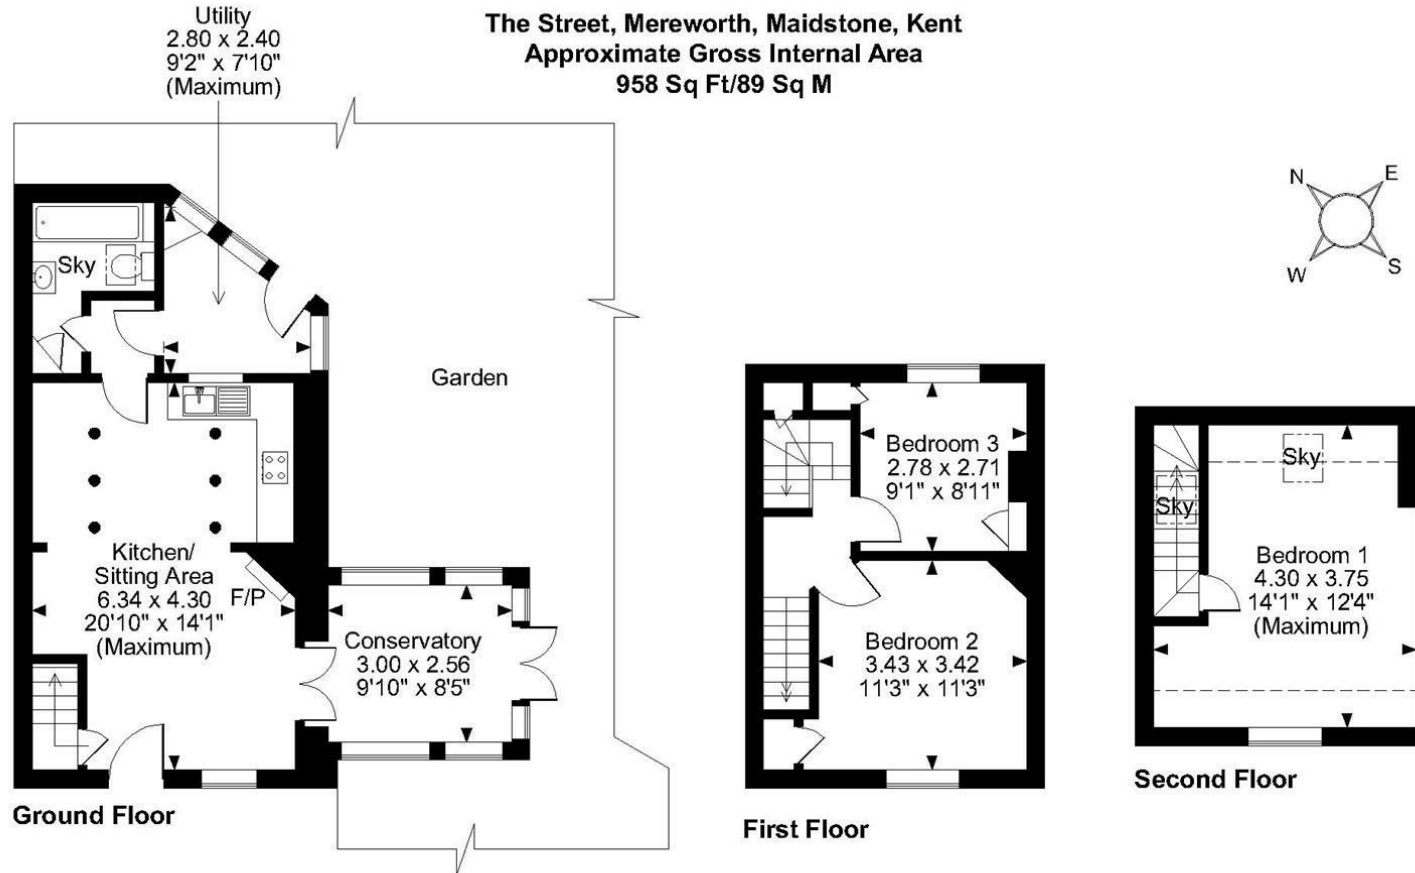 The Street, Mereworth, Maidstone, Kent
Approximate Gross Internal Area
958 Sq Ft/89 Sq M
Utility
2.80 x 2.40
9'2" x 7'10"
(Maximum)
N
E
W
S
Sky
Garden
Kitchen/
Sitting Area
6.34 x 4.30
20'10" x 14'1"
(Maximum)
F/P
Conservatory
3.00 x 2.56
9'10" x 8'5"
Ground Floor
Bedroom 3
2.78 x 2.71
9'1" x 8'11"
Bedroom 2
3.43 x 3.42
11'3" x 11'3"
First Floor
Sky
Sky
Bedroom 1
4.30 x 3.75
14'1" x 12'4"
(Maximum)
Second Floor